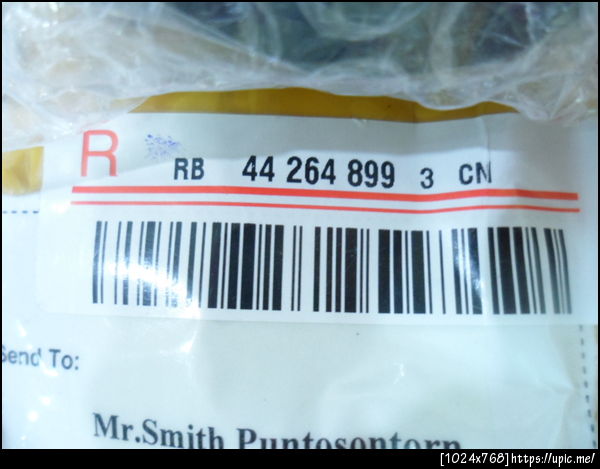 R RB 44 264 899 3 CN
Send To:
Mr.Smith Puntosontorn
[1024x768]https://upic.me/